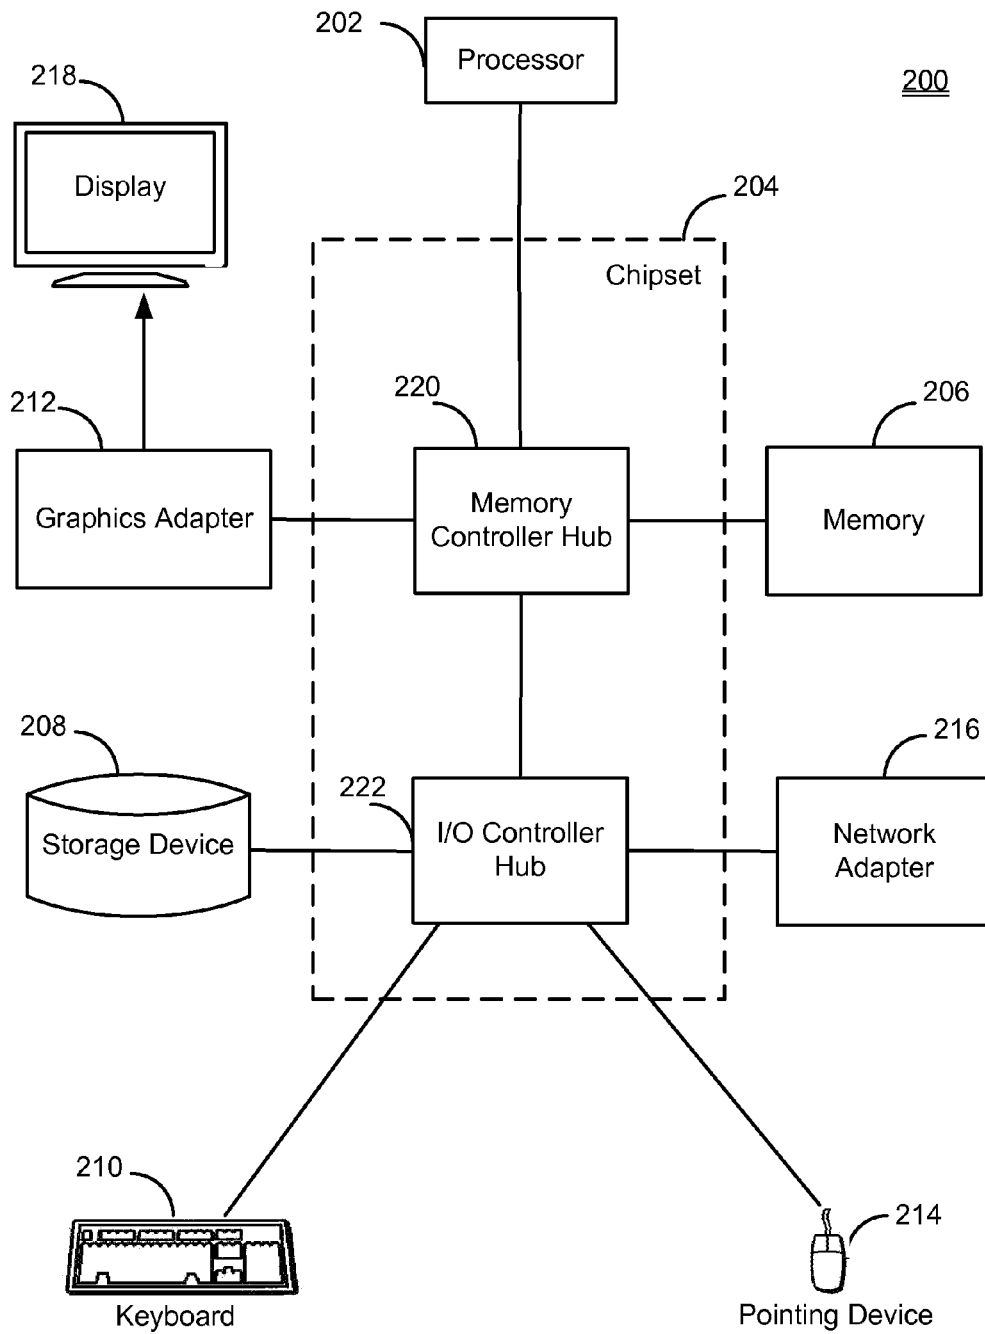 202
Processor
200
218
Display
204
Chipset
220
212
206
Graphics Adapter
Memory
Controller Hub
Memory
208
216
222
Storage Device
I/O Controller
Hub
Network
Adapter
210
214
Keyboard
Pointing Device